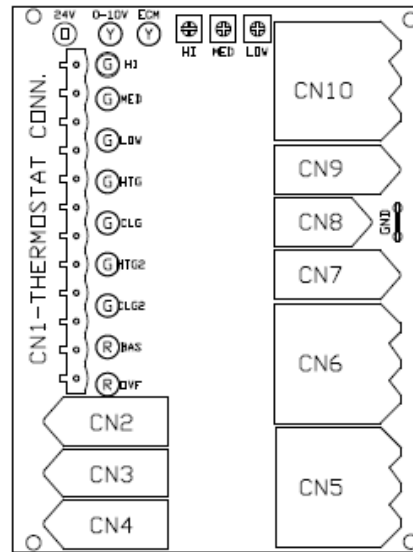 24V 0-10V ECM
O Y Y
HI MED LOW
CN1-THERMOSTAT CONN.
G HI
G MED
G LOW
G HTG
G CLG
G HTG2
G CLG2
R BAS
R OVF
CN2
CN3
CN4
CN10
CN9
CN8
GND
CN7
CN6
CN5